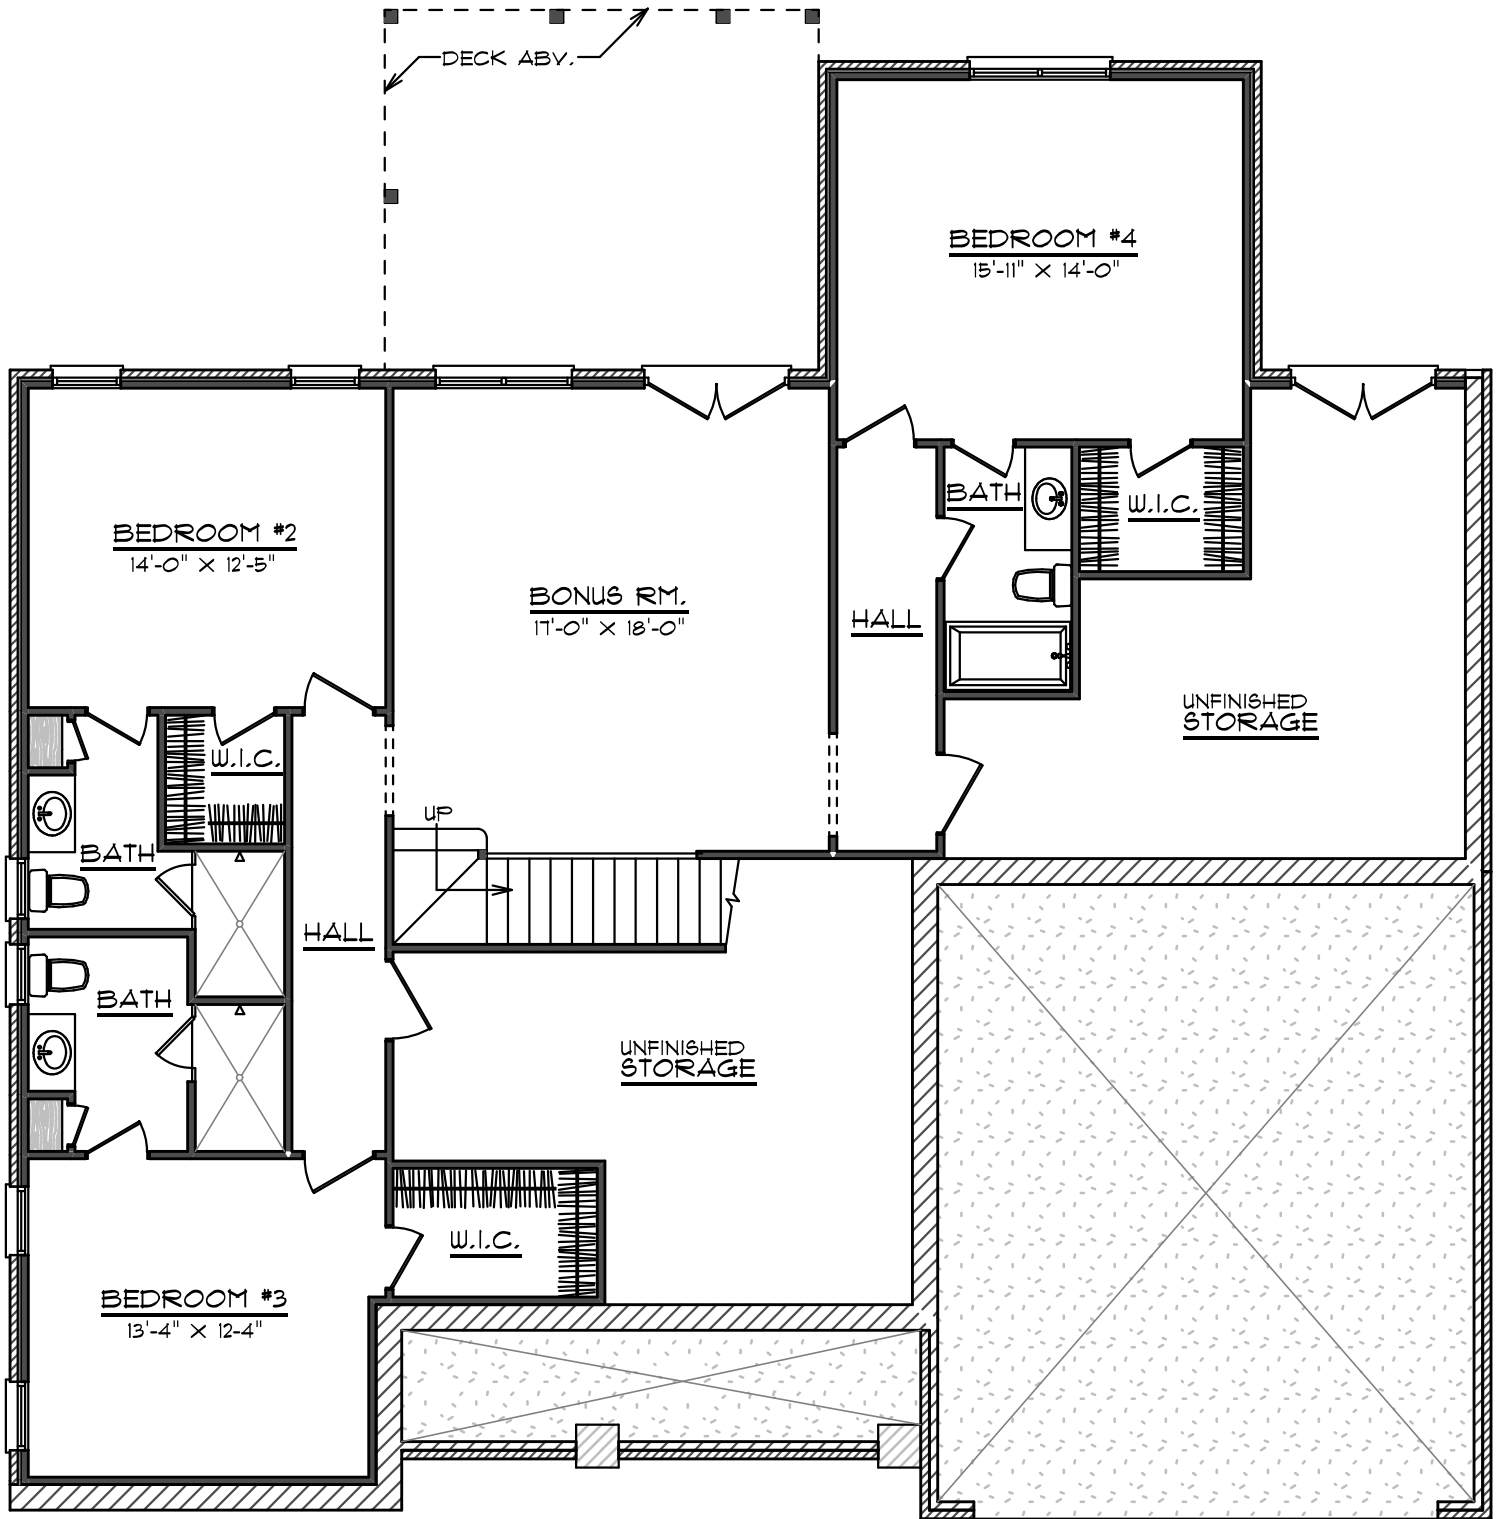 DECK ABV.
BEDROOM #4
15'-11" X 14'-0"
BATH
W.I.C.
BEDROOM #2
14'-0" X 12'-5"
BONUS RM.
17'-0" X 18'-0"
HALL
UNFINISHED
STORAGE
W.I.C.
UP
BATH
HALL
BATH
UNFINISHED
STORAGE
W.I.C.
BEDROOM #3
13'-4" X 12-4"